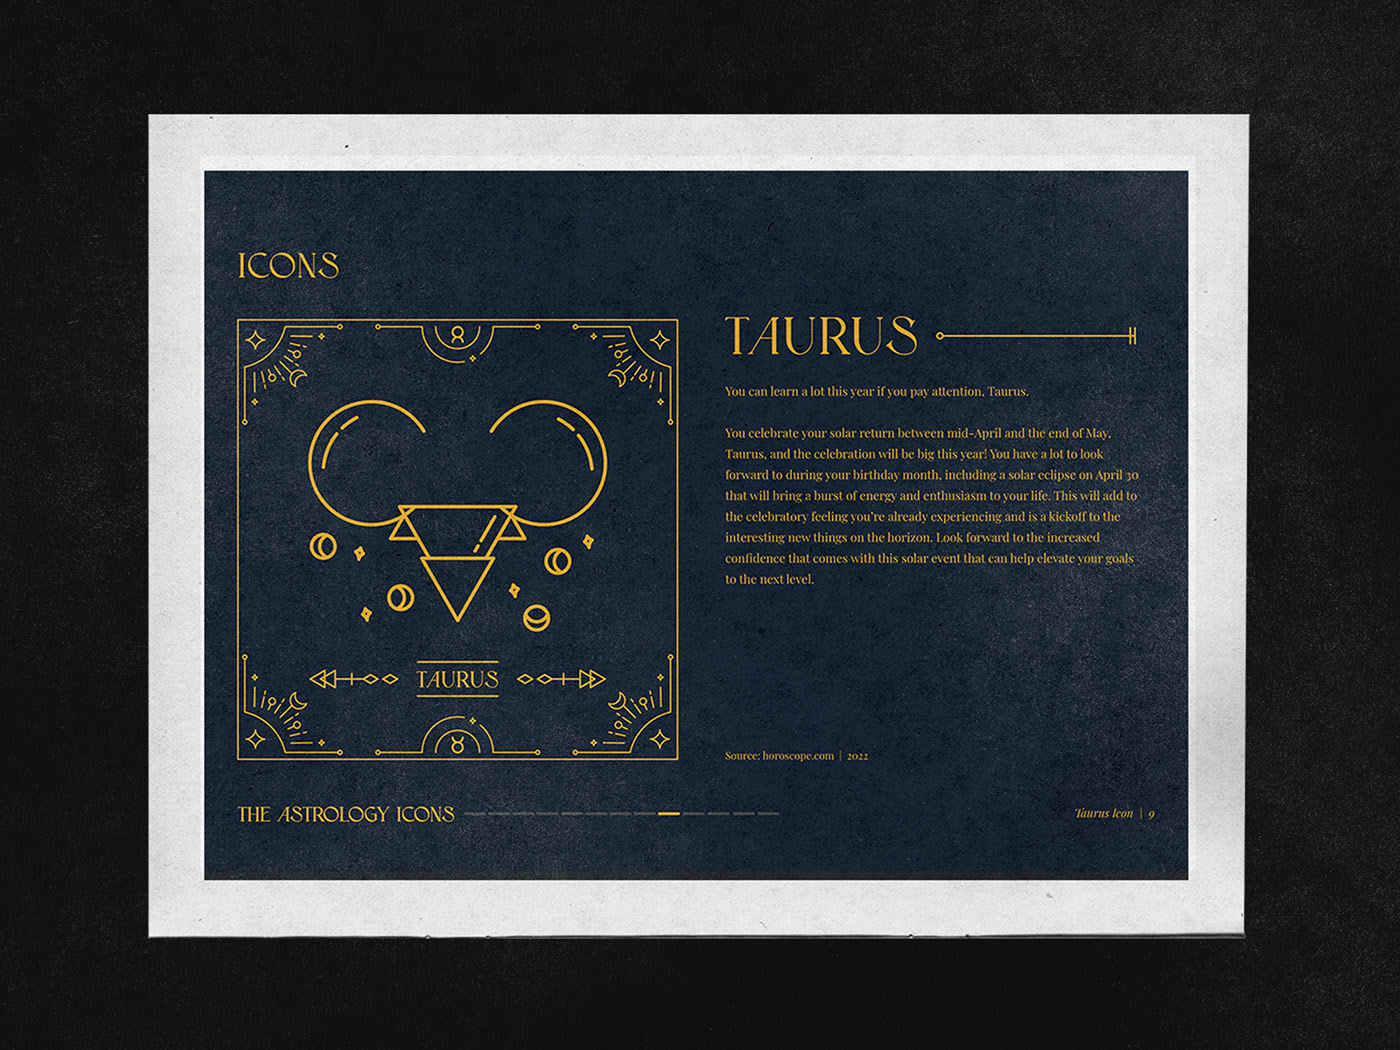 ICONS
TAURUS
You can learn a lot this year if you pay attention, Taurus.
You celebrate your solar return between mid-April and the end of May,
Taurus, and the celebration will be big this year! You have a lot to look
forward to during your birthday month, including a solar eclipse on April 30
that will bring a burst of energy and enthusiasm to your life. This will add to
the celebratory feeling you're already experiencing and is a kickoff to the
interesting new things on the horizon. Look forward to the increased
confidence that comes with this solar event that can help elevate your goals
to the next level.
TAURUS
Source: horoscope.com | 2022
THE ASTROLOGY ICONS
Taurus Icon | 9